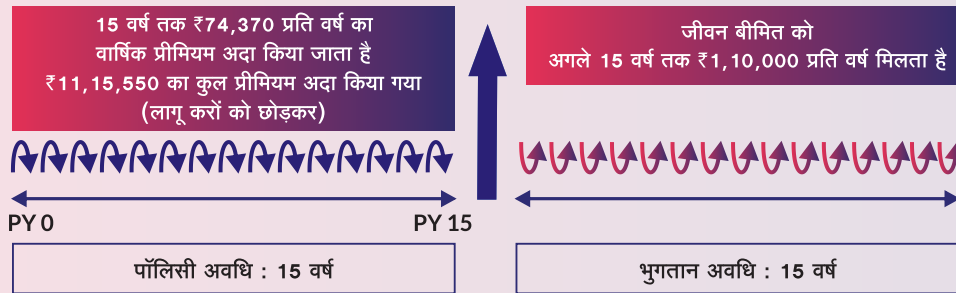 15 वर्ष तक ₹74,370 प्रति वर्ष का
वार्षिक प्रीमियम अदा किया जाता है
₹11,15,550 का कुल प्रीमियम अदा किया गया
(लागू करों को छोड़कर)
जीवन बीमित को
अगले 15 वर्ष तक ₹1,10,000 प्रति वर्ष मिलता है
PY 0
PY 15
पॉलिसी अवधि : 15 वर्ष
भुगतान अवधि : 15 वर्ष